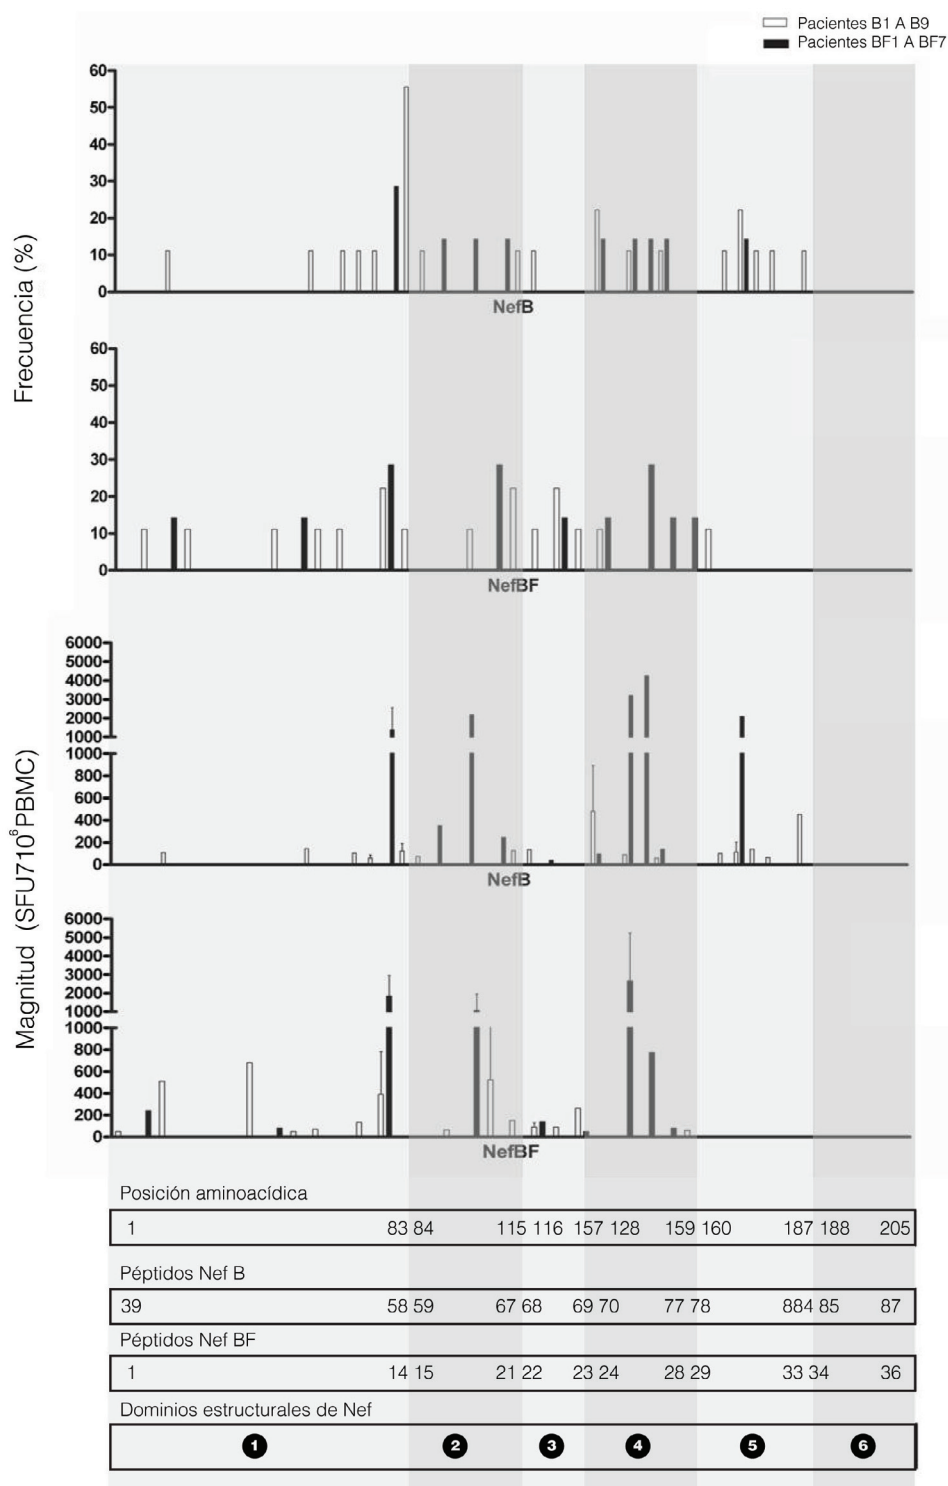 Pacientes B1 A B9
Pacientes BF1 A BF7
Frecuencia (%)
60
50
40
30
20
10
0
NefB
60
50
40
30
20
10
0
NefBF
Magnitud (SFU710⁶PBMC)
6000
5000
4000
3000
2000
1000
1000
800
600
400
200
0
NefB
6000
5000
4000
3000
2000
1000
1000
800
600
400
200
0
NefBF
Posición aminoacídica
1 83 84 115 116 157 128 159 160 187 188 205
Péptidos Nef B
39 58 59 67 68 69 70 77 78 884 85 87
Péptidos Nef BF
1 14 15 21 22 23 24 28 29 33 34 36
Dominios estructurales de Nef
1 2 3 4 5 6